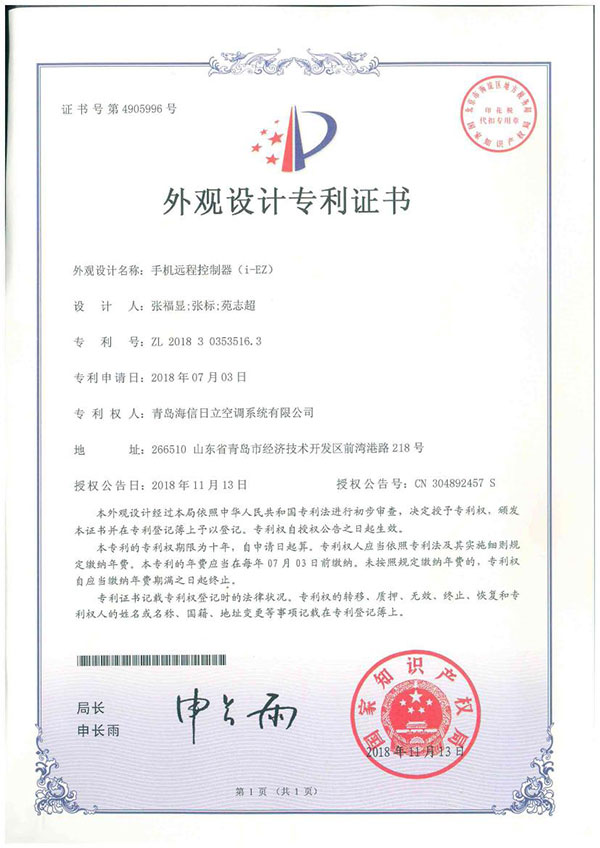 证书号第4905996号
北京市海淀区地方税务局
印花税
代扣专用章
国家知识产权局
外观设计专利证书
外观设计名称：手机远程控制器（i-EZ）
设计人：张福显;张标;苑志超
专利号：ZL 2018 3 0353516.3
专利申请日：2018年07月03日
专利权人：青岛海信日立空调系统有限公司
地址：266510 山东省青岛市经济技术开发区前湾港路218号
授权公告日：2018年11月13日 授权公告号：CN 304892457 S
本外观设计经过本局依照中华人民共和国专利法进行初步审查，决定授予专利权，颁发
本证书并在专利登记簿上予以登记。专利权自授权公告之日起生效。
本专利的专利权期限为十年，自申请日起算。专利权人应当依照专利法及其实施细则规
定缴纳年费。本专利的年费应当在每年07月03日前缴纳。未按照规定缴纳年费的，专利权
自应当缴纳年费期满之日起终止。
专利证书记载专利权登记时的法律状况。专利权的转移、质押、无效、终止、恢复和专
利权人的姓名或名称、国籍、地址变更等事项记载在专利登记簿上。
局长
申长雨
申长雨
国家知识产权局
2018年11月13日
第1页（共1页）